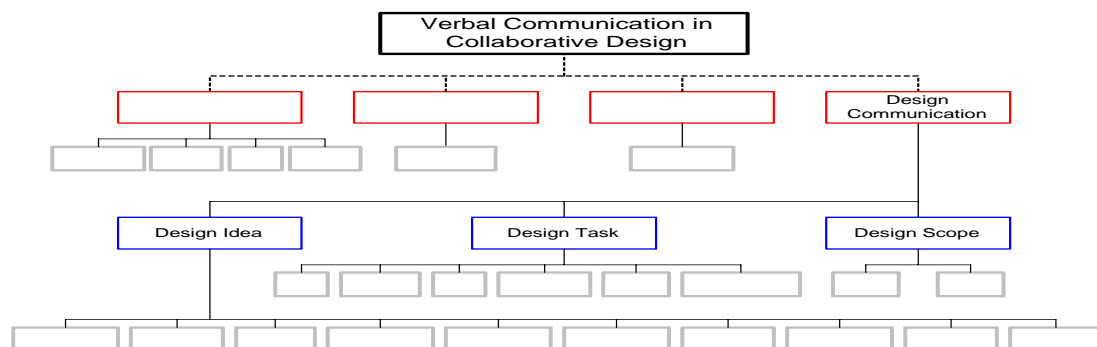 Verbal Communication in
Collaborative Design
Design
Communication
Design Idea
Design Task
Design Scope